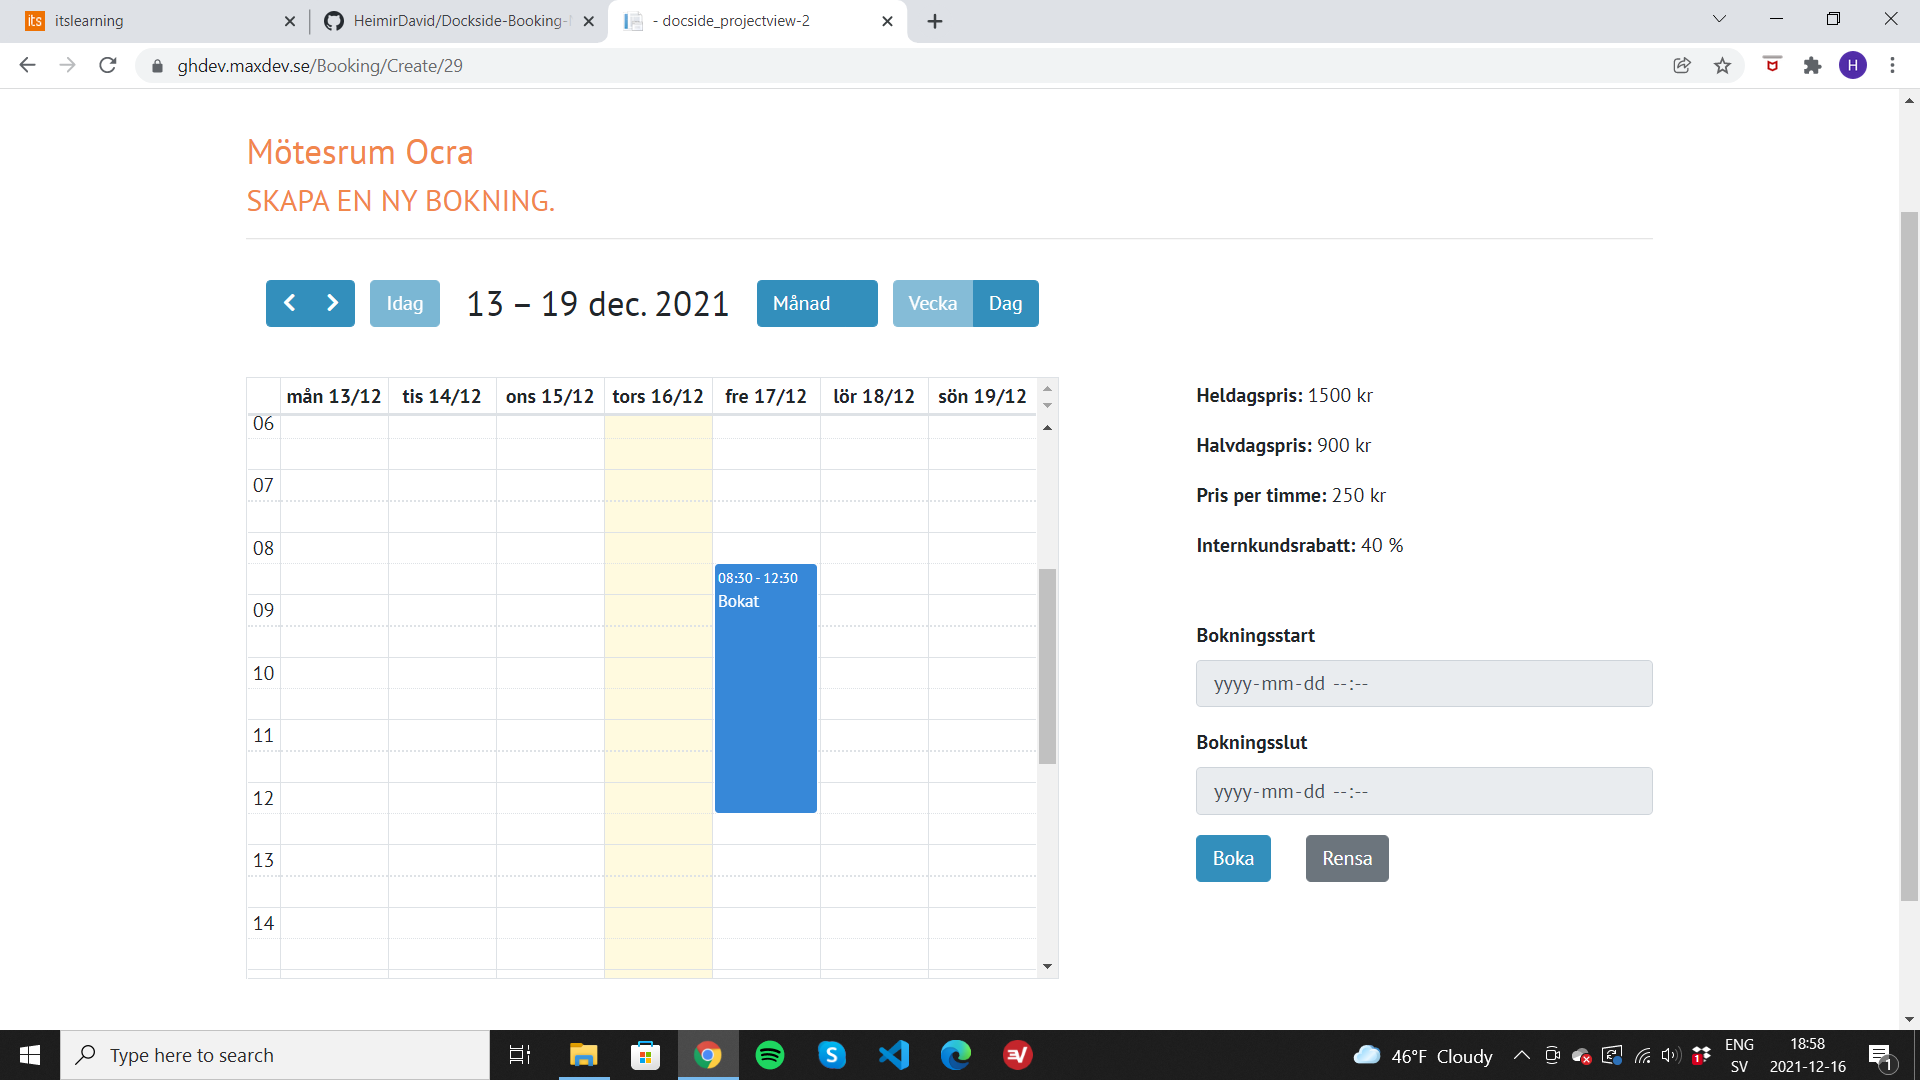 itslearning
HeimirDavid/Dockside-Booking-
- docside_projectview-2
ghdev.maxdev.se/Booking/Create/29
H
Mötesrum Ocra
SKAPA EN NY BOKNING.
Idag
13 – 19 dec. 2021
Månad
Vecka
Dag
mån 13/12
tis 14/12
ons 15/12
tors 16/12
fre 17/12
lör 18/12
sön 19/12
06
07
08
09
10
11
12
13
14
08:30 - 12:30
Bokat
Heldagspris: 1500 kr
Halvdagspris: 900 kr
Pris per timme: 250 kr
Internkundsrabatt: 40 %
Bokningsstart
yyyy-mm-dd --:--
Bokningsslut
yyyy-mm-dd --:--
Boka
Rensa
Type here to search
46°F Cloudy
ENG
SV
18:58
2021-12-16
1